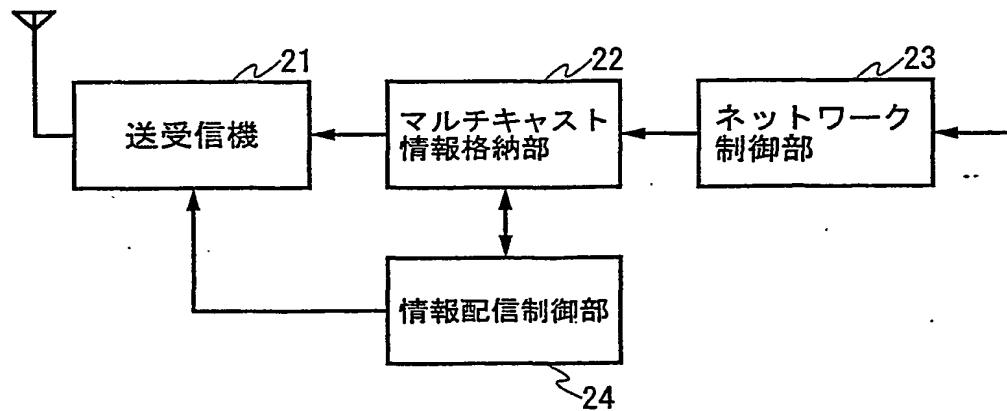 21
送受信機
22
マルチキャスト
情報格納部
23
ネットワーク
制御部
情報配信制御部
24